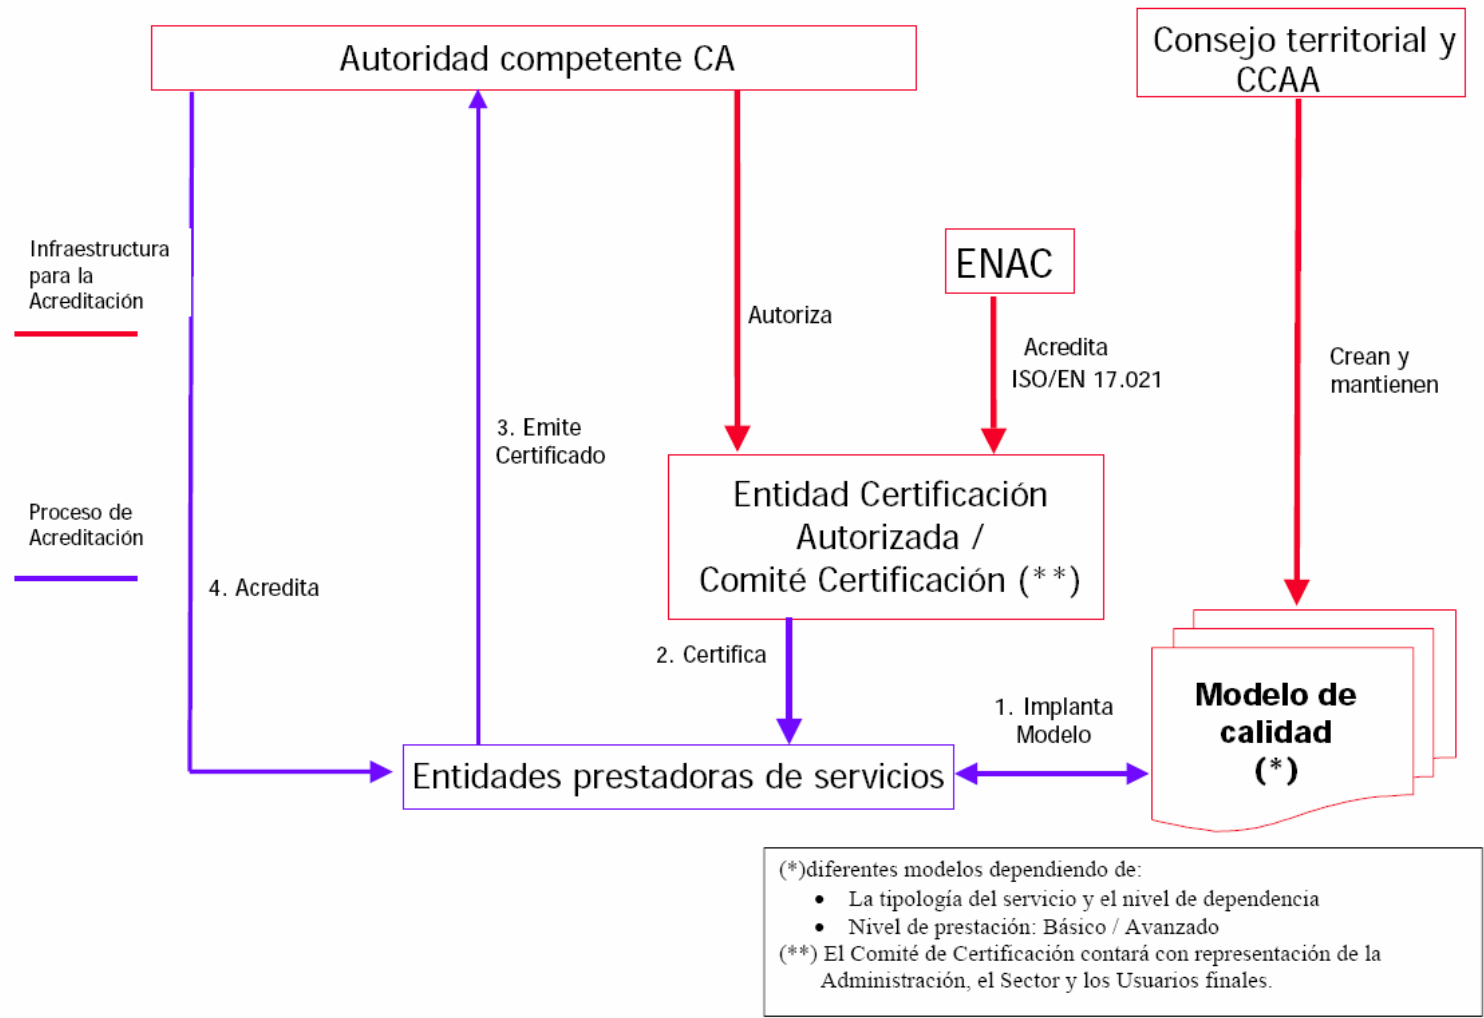 Autoridad competente CA
Consejo territorial y
CCAA
Infraestructura
para la
Acreditación
ENAC
Autoriza
Acredita
ISO/EN 17.021
Crean y
mantienen
3. Emite
Certificado
Proceso de
Acreditación
Entidad Certificación
Autorizada /
Comité Certificación (**)
4. Acredita
2. Certifica
1. Implanta
Modelo
Modelo de
calidad
(*)
Entidades prestadoras de servicios
(*)diferentes modelos dependiendo de:
• La tipología del servicio y el nivel de dependencia
• Nivel de prestación: Básico / Avanzado
(**) El Comité de Certificación contará con representación de la
Administración, el Sector y los Usuarios finales.